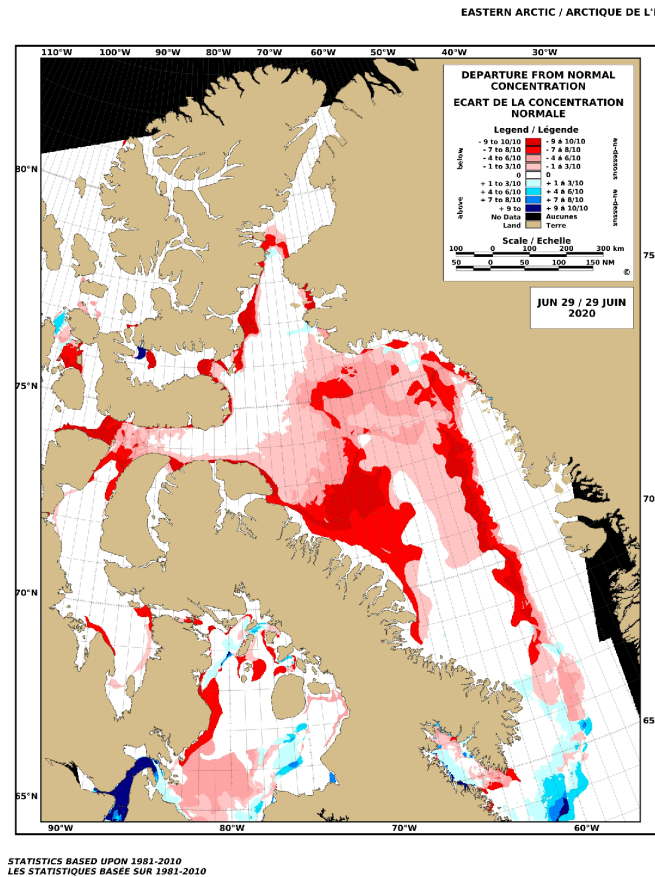 EASTERN ARCTIC / ARCTIQUE DE L'
110°W 100°W 90°W 80°W 70°W 60°W 50°W 40°W 30°W
DEPARTURE FROM NORMAL
CONCENTRATION
ECART DE LA CONCENTRATION
NORMALE
Legend / Légende
below
above
- 9 to 10/10 - 9 à 10/10
- 7 to 8/10 - 7 à 8/10
- 4 to 6/10 - 4 à 6/10
- 1 to 3/10 - 1 à 3/10
0 0
+ 1 to 3/10 + 1 à 3/10
+ 4 to 6/10 + 4 à 6/10
+ 7 to 8/10 + 7 à 8/10
+ 9 to + 9 à 10/10
No Data Aucunes
Land Terre
au-dessous
au-dessus
Scale / Echelle
100 0 100 200 300 km
50 0 50 100 150 NM
©
JUN 29 / 29 JUIN
2020
80°N
75°N
70°N
65°N
75
70
65
90°W 80°W 70°W 60°W
STATISTICS BASED UPON 1981-2010
LES STATISTIQUES BASÉE SUR 1981-2010